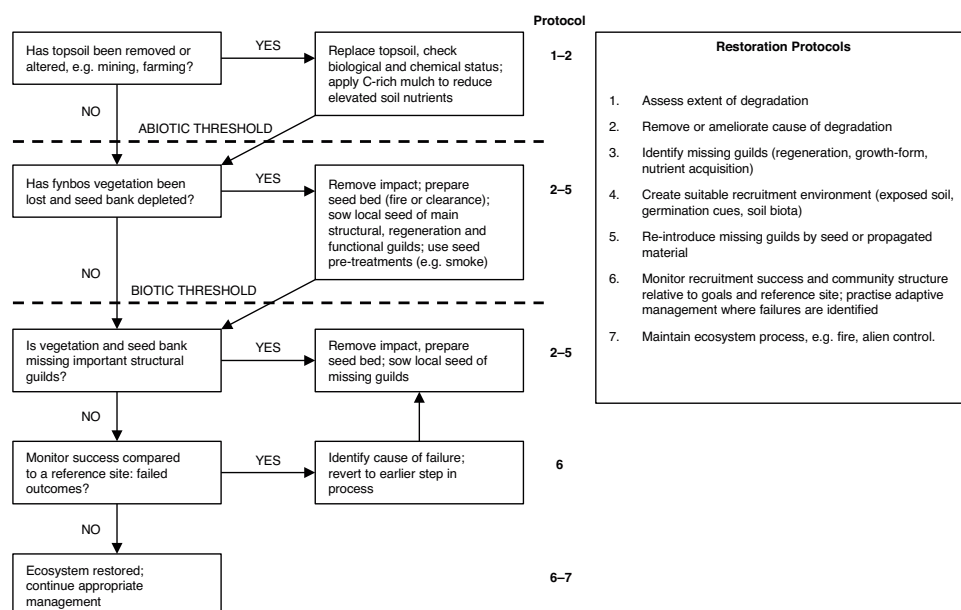 Protocol
Has topsoil been removed or
altered, e.g. mining, farming?
YES
Replace topsoil, check
biological and chemical status;
apply C-rich mulch to reduce
elevated soil nutrients
1–2
NO
ABIOTIC THRESHOLD
Has fynbos vegetation been
lost and seed bank depleted?
YES
Remove impact; prepare
seed bed (fire or clearance);
sow local seed of main
structural, regeneration and
functional guilds; use seed
pre-treatments (e.g. smoke)
2–5
NO
BIOTIC THRESHOLD
Is vegetation and seed bank
missing important structural
guilds?
YES
Remove impact, prepare
seed bed; sow local seed of
missing guilds
2–5
NO
Monitor success compared
to a reference site: failed
outcomes?
YES
Identify cause of failure;
revert to earlier step in
process
6
NO
Ecosystem restored;
continue appropriate
management
6–7
Restoration Protocols
1. Assess extent of degradation
2. Remove or ameliorate cause of degradation
3. Identify missing guilds (regeneration, growth-form,
nutrient acquisition)
4. Create suitable recruitment environment (exposed soil,
germination cues, soil biota)
5. Re-introduce missing guilds by seed or propagated
material
6. Monitor recruitment success and community structure
relative to goals and reference site; practise adaptive
management where failures are identified
7. Maintain ecosystem process, e.g. fire, alien control.